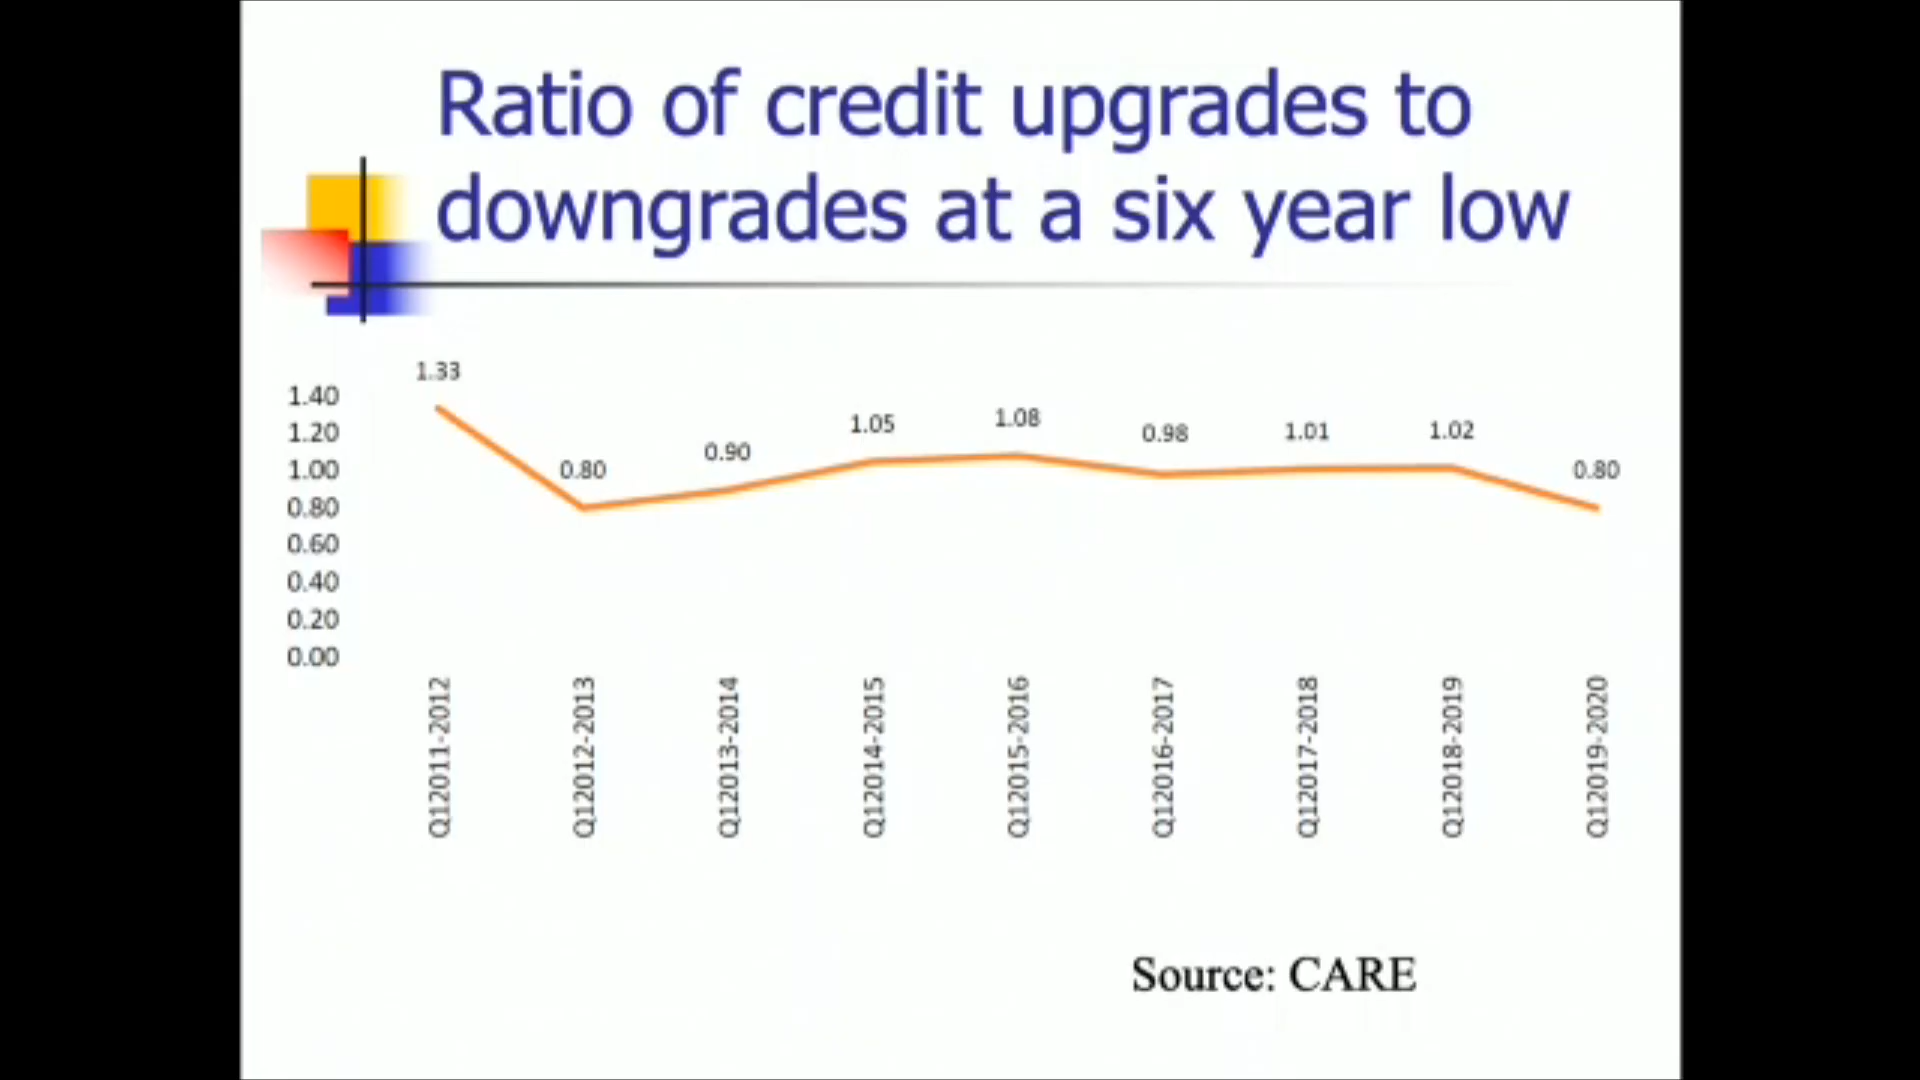 Ratio of credit upgrades to
downgrades at a six year low
1.33
1.40
1.20
1.00
0.80
0.60
0.40
0.20
0.00
0.80
0.90
1.05
1.08
0.98
1.01
1.02
0.80
Q12011-2012
Q12012-2013
Q12013-2014
Q12014-2015
Q12015-2016
Q12016-2017
Q12017-2018
Q12018-2019
Q12019-2020
Source: CARE